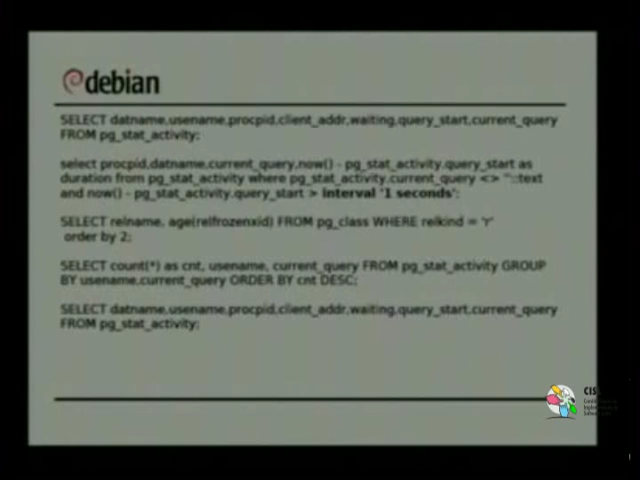 debian
SELECT datname,usename,procpid,client_addr,waiting,query_start,current_query
FROM pg_stat_activity;
select procpid,datname,current_query,now() - pg_stat_activity.query_start as
duration from pg_stat_activity where pg_stat_activity.current_query <> ''::text
and now() - pg_stat_activity.query_start > interval '1 seconds';
SELECT relname, age(relfrozenxid) FROM pg_class WHERE relkind = 'r'
order by 2;
SELECT count(*) as cnt, usename, current_query FROM pg_stat_activity GROUP
BY usename,current_query ORDER BY cnt DESC;
SELECT datname,usename,procpid,client_addr,waiting,query_start,current_query
FROM pg_stat_activity;
CIS